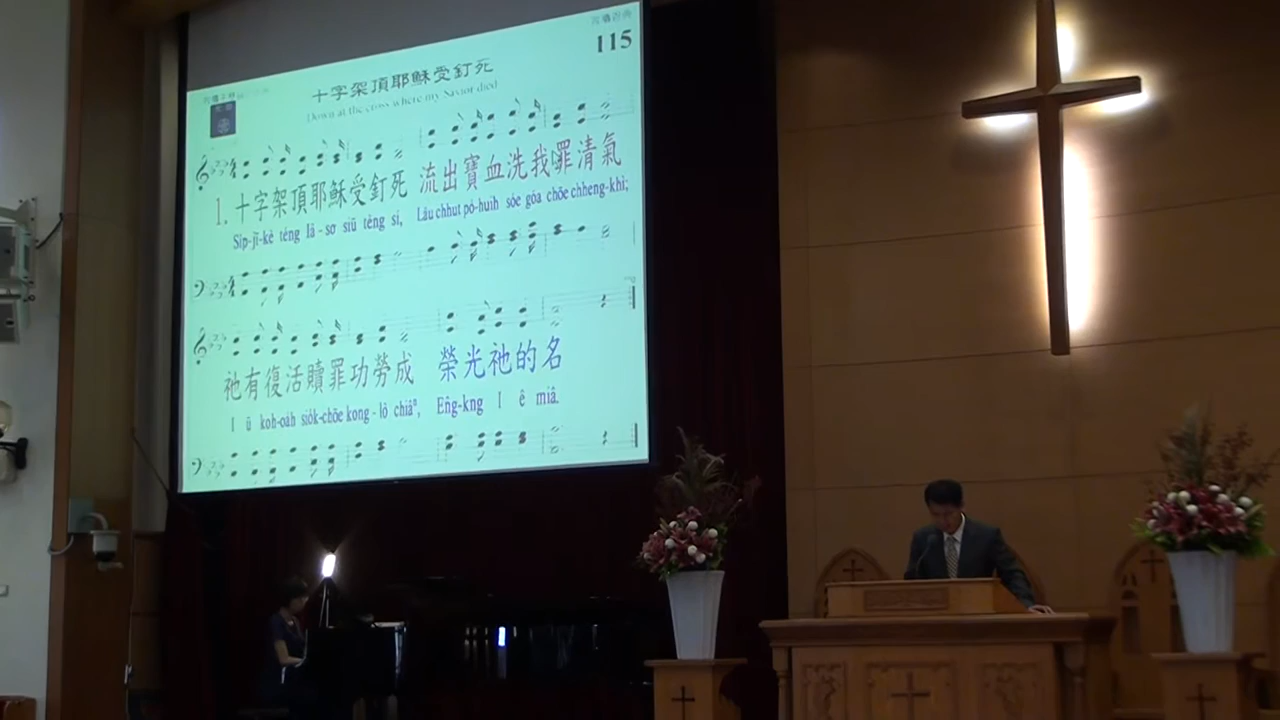 115
十字架頂耶穌受釘死
Down at the cross where my Savior died
1. 十字架頂耶穌受釘死 流出寶血洗我罪清氣
Si̍p-jī-kè téng Iâ-so͘ siū tèng sí, Lâu chhut pó-huih sóe góa chōe chheng-khì;
祂有復活贖罪功勞成 榮光祂的名
I ū koh-oa̍h sio̍k-chōe kong-lô chiâⁿ, Êng-kng I ê miâ.